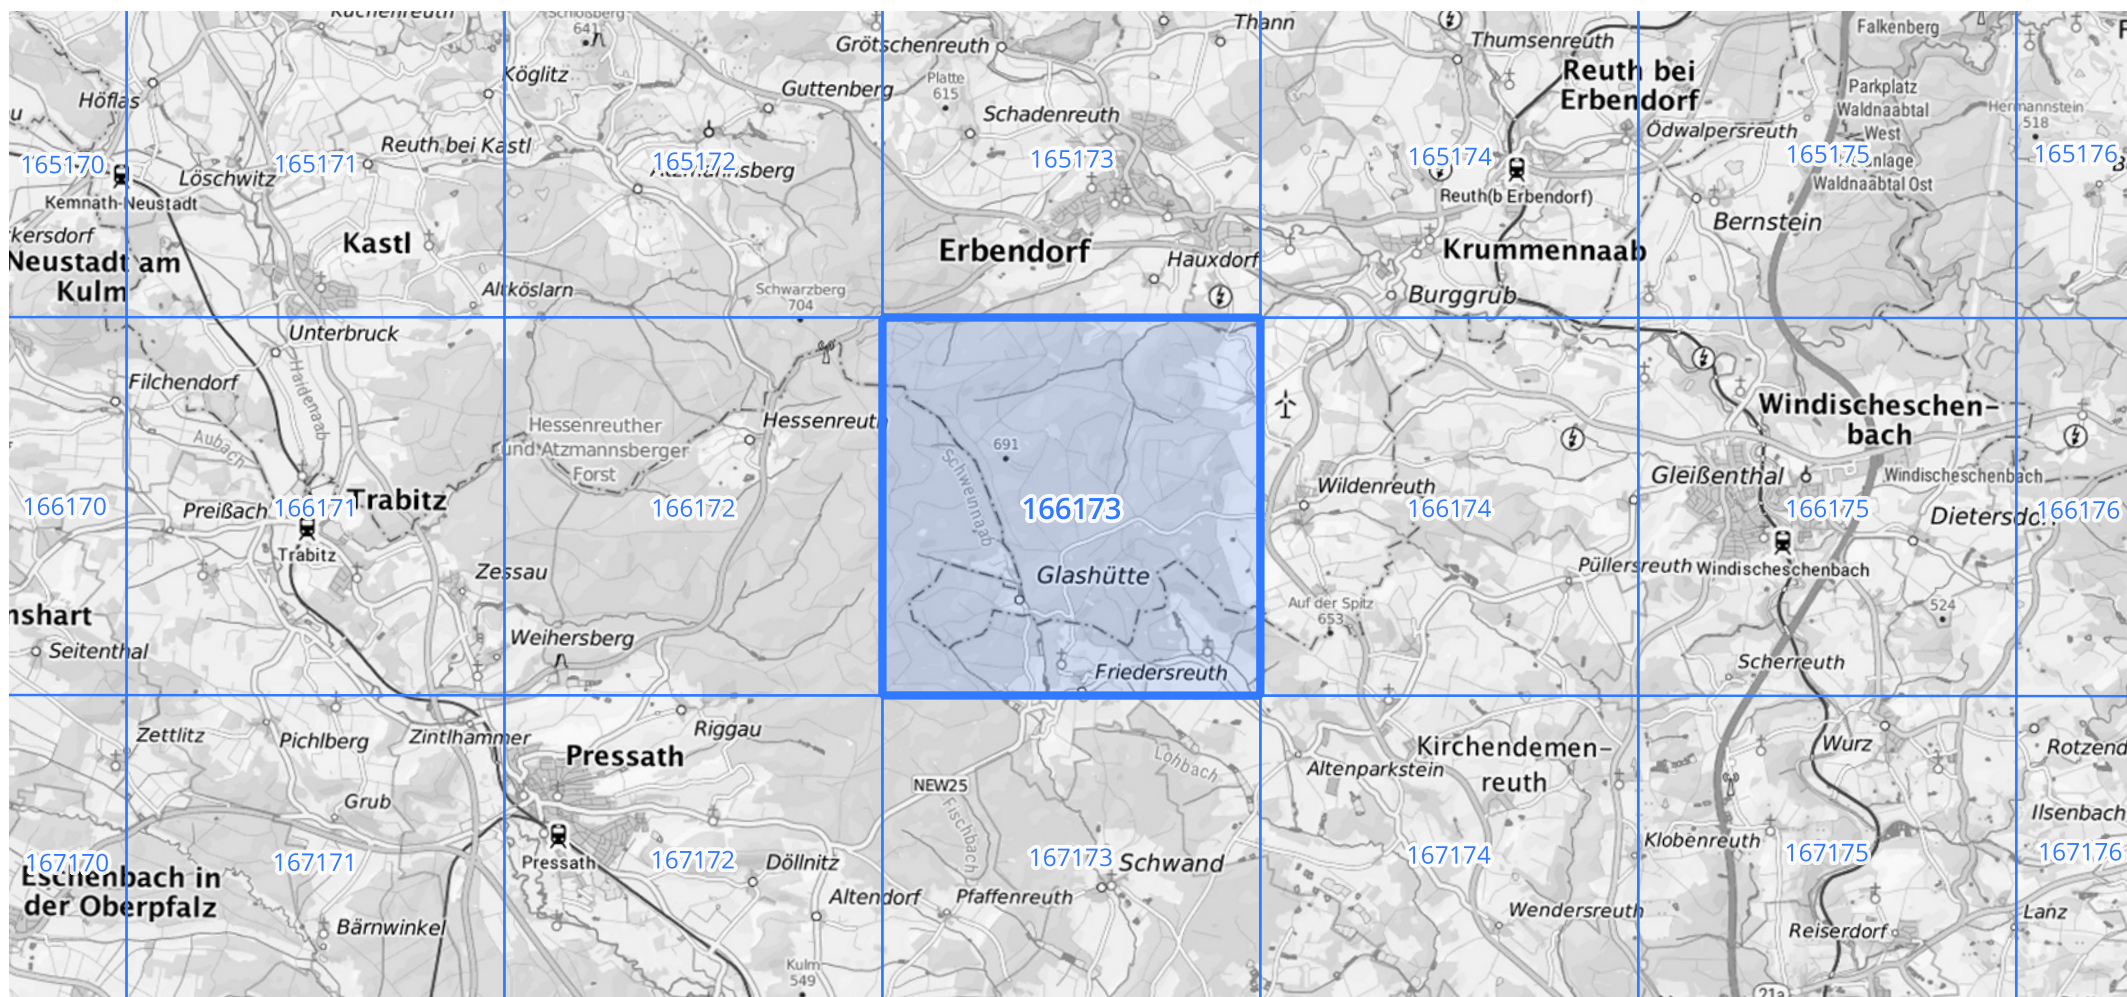 Kuchenreuth
Schloßberg
641
Grötschenreuth
Thann
Thumsenreuth
Falkenberg
Köglitz
Guttenberg
Platte
615
Reuth bei
Erbendorf
Parkplatz
Waldnaabtal
West
Höflas
Schadenreuth
Hermannstein
518
Ödwalpersreuth
Reuth bei Kastl
165170
165171
165172
165173
165174
165175
165176
Löschwitz
Waldnaabtal Ost
Kemnath-Neustadt
Reuth(b Erbendorf)
Bernstein
kersdorf
Kastl
Erbendorf
Krummennaab
Neustadt am
Kulm
Hauxdorf
Altköslarn
Schwarzberg
704
Burggrub
Unterbruck
Haidenaab
Filchendorf
Hessenreuther
und Atzmannsberger
Forst
Hessenreuth
Windischeschen-
bach
Aubach
691
Schweinnaab
Gleißenthal
Windischeschenbach
Wildenreuth
Trabitz
Preißach
166170
166171
166172
166173
166174
166175
166176
Trabitz
Zessau
Glashütte
Püllersreuth
Windischeschenbach
nshart
Weihersberg
Auf der Spitz
653
524
Seitenthal
Friedersreuth
Scherreuth
Zettlitz
Pichlberg
Zintlhammer
Riggau
Pressath
Lohbach
Kirchendemen-
reuth
Wurz
Rotzend
Altenparkstein
NEW25
Grub
Fischbach
Ilsenbach
Klobenreuth
167170
167171
167172
167173
167174
167175
167176
Pressath
Döllnitz
Schwand
Eschenbach in
der Oberpfalz
Altendorf
Pfaffenreuth
Wendersreuth
Lanz
Bärnwinkel
Reiserdorf
Kulm
549
21a